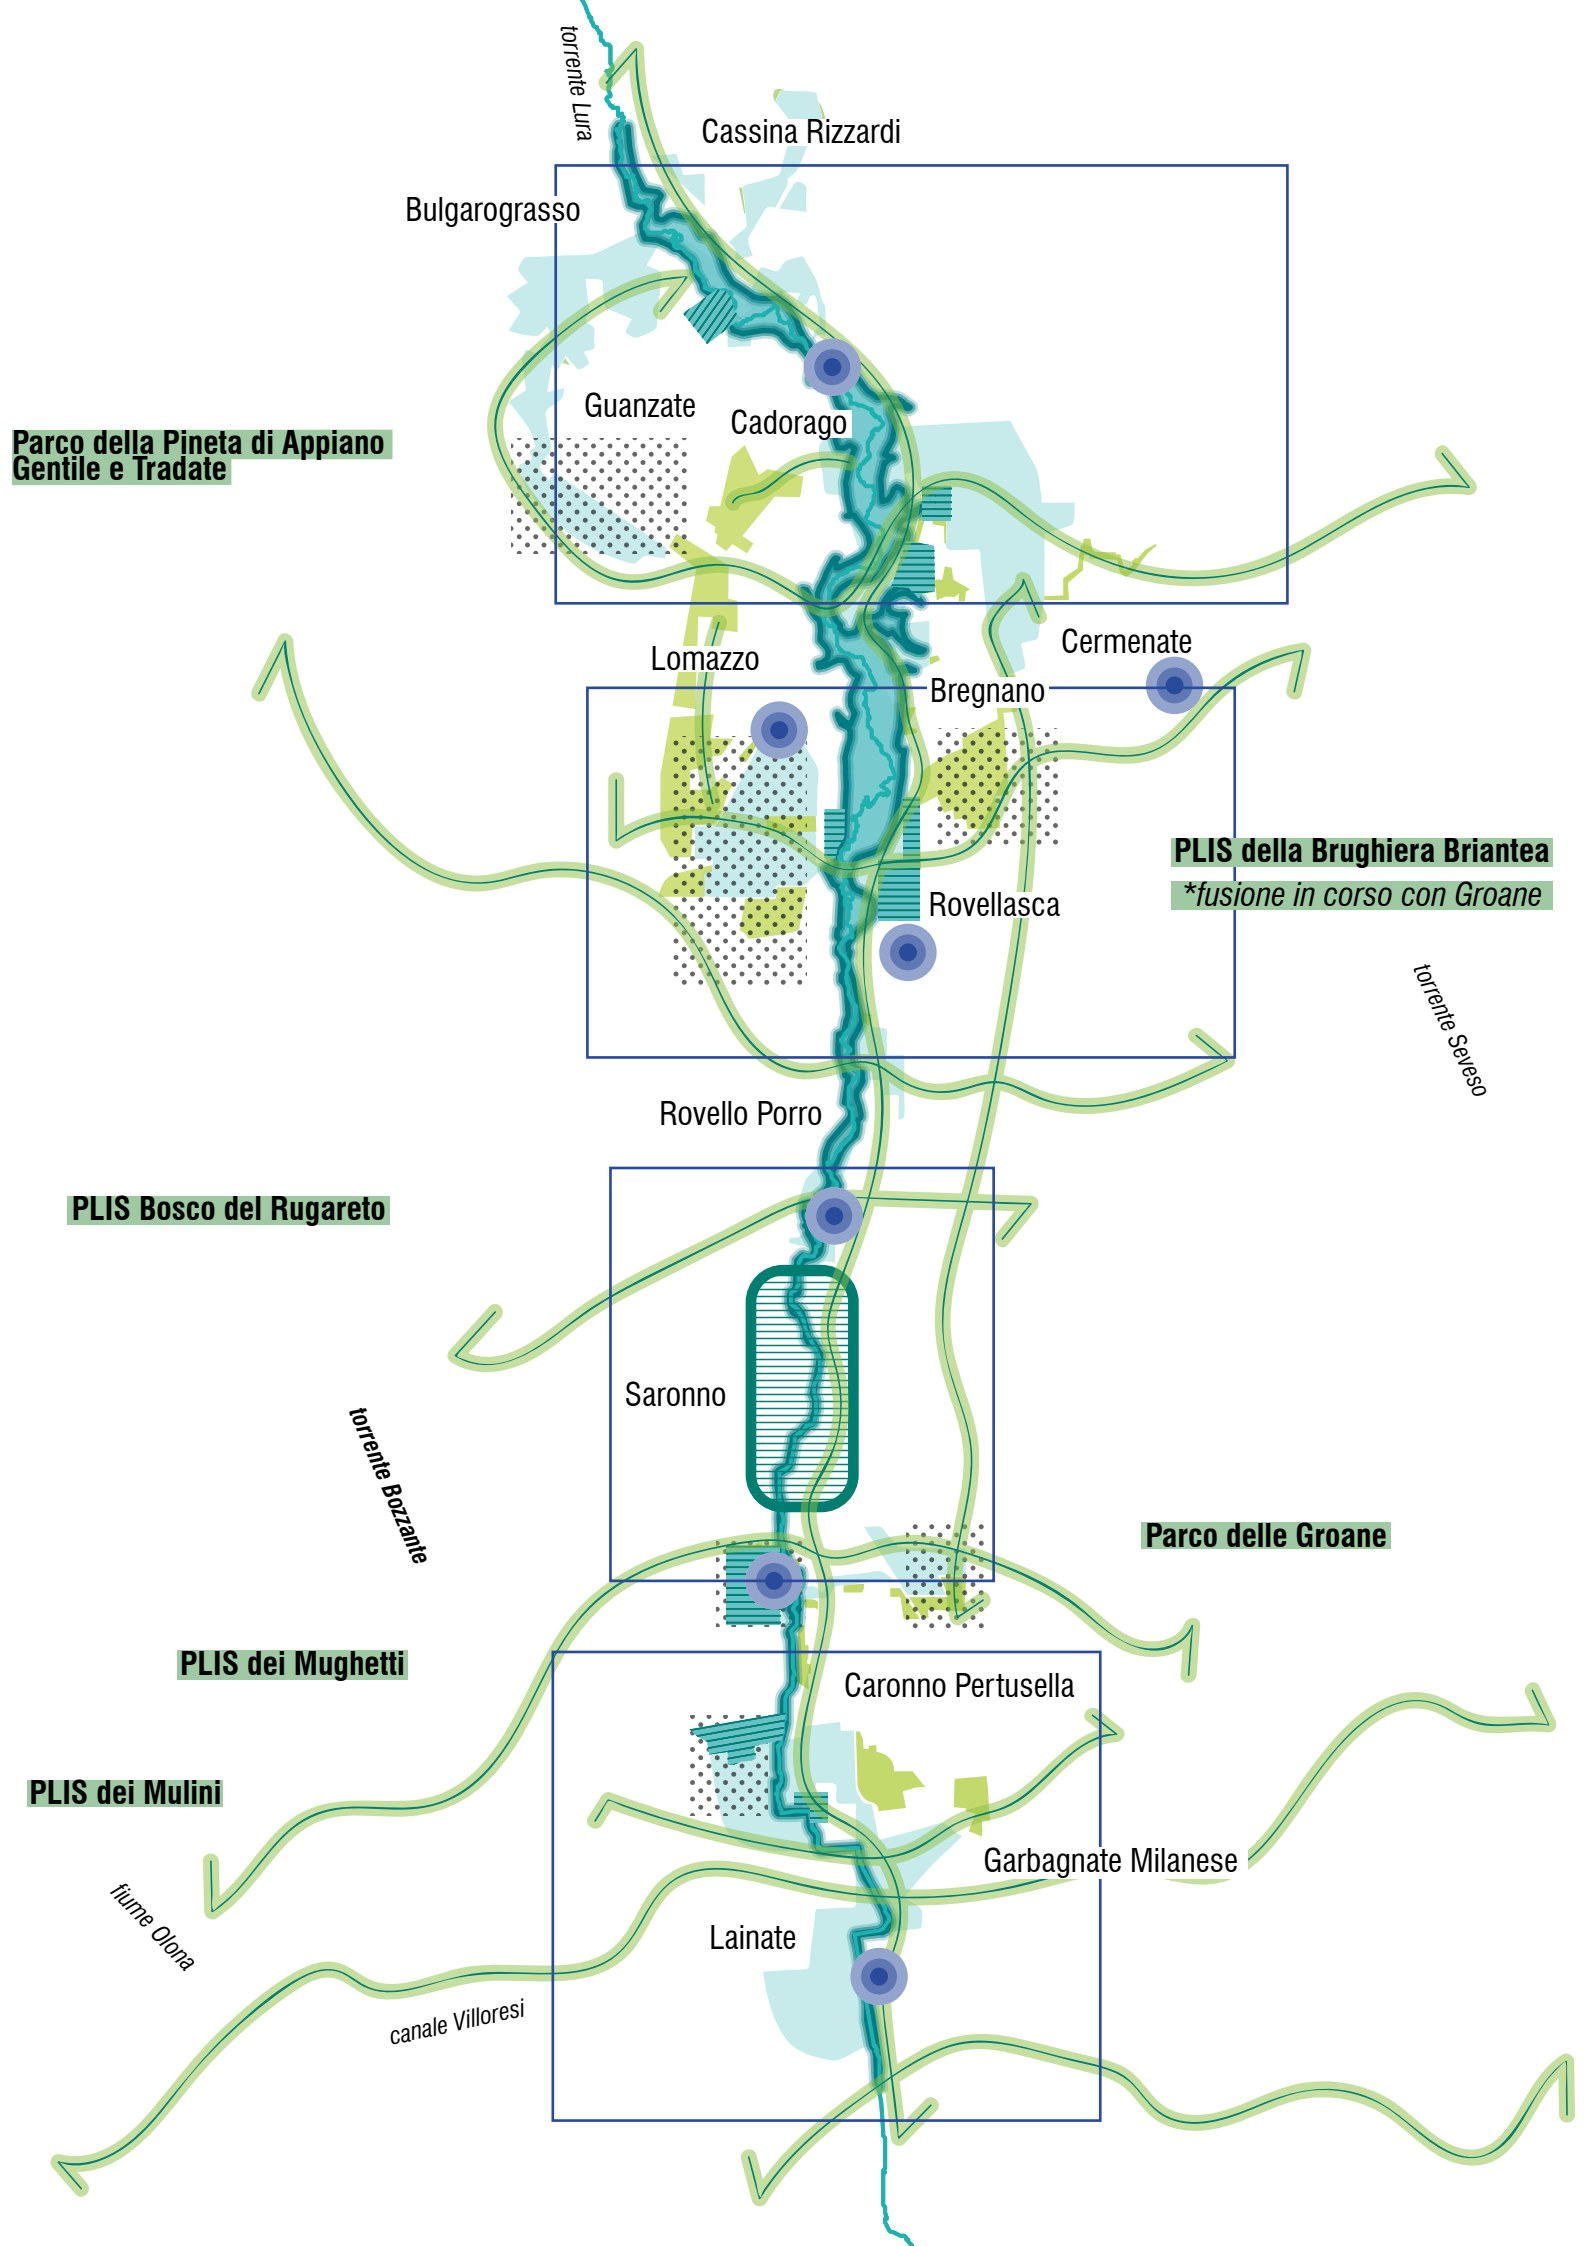 torrente Lura
Cassina Rizzardi
Bulgarograsso
Guanzate
Cadorago
Parco della Pineta di Appiano
Gentile e Tradate
Cermenate
Lomazzo
Bregnano
PLIS della Brughiera Briantea
*fusione in corso con Groane
Rovellasca
torrente Seveso
Rovello Porro
PLIS Bosco del Rugareto
Saronno
torrente Bozzante
Parco delle Groane
PLIS dei Mughetti
Caronno Pertusella
PLIS dei Mulini
Garbagnate Milanese
fiume Olona
Lainate
canale Villoresi